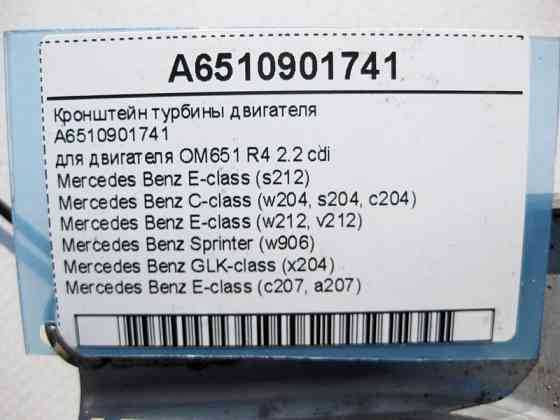 A6510901741
Кронштейн турбины двигателя
A6510901741
для двигателя OM651 R4 2.2 cdi
Mercedes Benz E-class (s212)
Mercedes Benz C-class (w204, s204, c204)
Mercedes Benz E-class (w212, v212)
Mercedes Benz Sprinter (w906)
Mercedes Benz GLK-class (x204)
Mercedes Benz E-class (c207, a207)